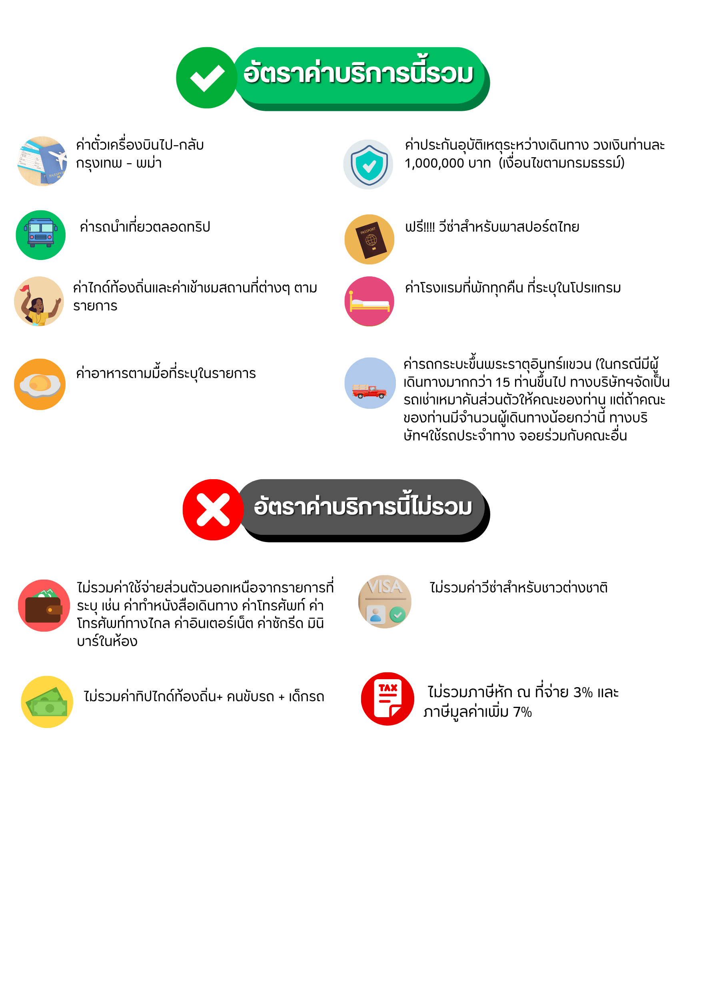 อัตราค่าบริการนี้รวม
ค่าตั๋วเครื่องบินไป-กลับ
กรุงเทพ - พม่า
ค่าประกันอุบัติเหตุระหว่างเดินทาง วงเงินท่านละ
1,000,000 บาท (เงื่อนไขตามกรมธรรม์)
PASSPORT
ค่ารถนำเที่ยวตลอดทริป
PASSPORT
ฟรี!!!! วีซ่าสำหรับพาสปอร์ตไทย
ค่าไกด์ท้องถิ่นและค่าเข้าชมสถานที่ต่างๆ ตาม
รายการ
ค่าโรงแรมที่พักทุกคืน ที่ระบุในโปรแกรม
ค่าอาหารตามมื้อที่ระบุในรายการ
ค่ารถกระบะขึ้นพระธาตุอินทร์แขวน (ในกรณีมีผู้
เดินทางมากกว่า 15 ท่านขึ้นไป ทางบริษัทฯจัดเป็น
รถเช่าเหมาคันส่วนตัวให้คณะของท่าน แต่ถ้าคณะ
ของท่านมีจำนวนผู้เดินทางน้อยกว่านี้ ทางบริ
ษัทฯใช้รถประจำทาง จอยร่วมกับคณะอื่น
อัตราค่าบริการนี้ไม่รวม
ไม่รวมค่าใช้จ่ายส่วนตัวนอกเหนือจากรายการที่
ระบุ เช่น ค่าทำหนังสือเดินทาง ค่าโทรศัพท์ ค่า
โทรศัพท์ทางไกล ค่าอินเตอร์เน็ต ค่าซักรีด มินิ
บาร์ในห้อง
VISA
ไม่รวมค่าวีซ่าสำหรับชาวต่างชาติ
ไม่รวมค่าทิปไกด์ท้องถิ่น+ คนขับรถ + เด็กรถ
TAX
ไม่รวมภาษีหัก ณ ที่จ่าย 3% และ
ภาษีมูลค่าเพิ่ม 7%